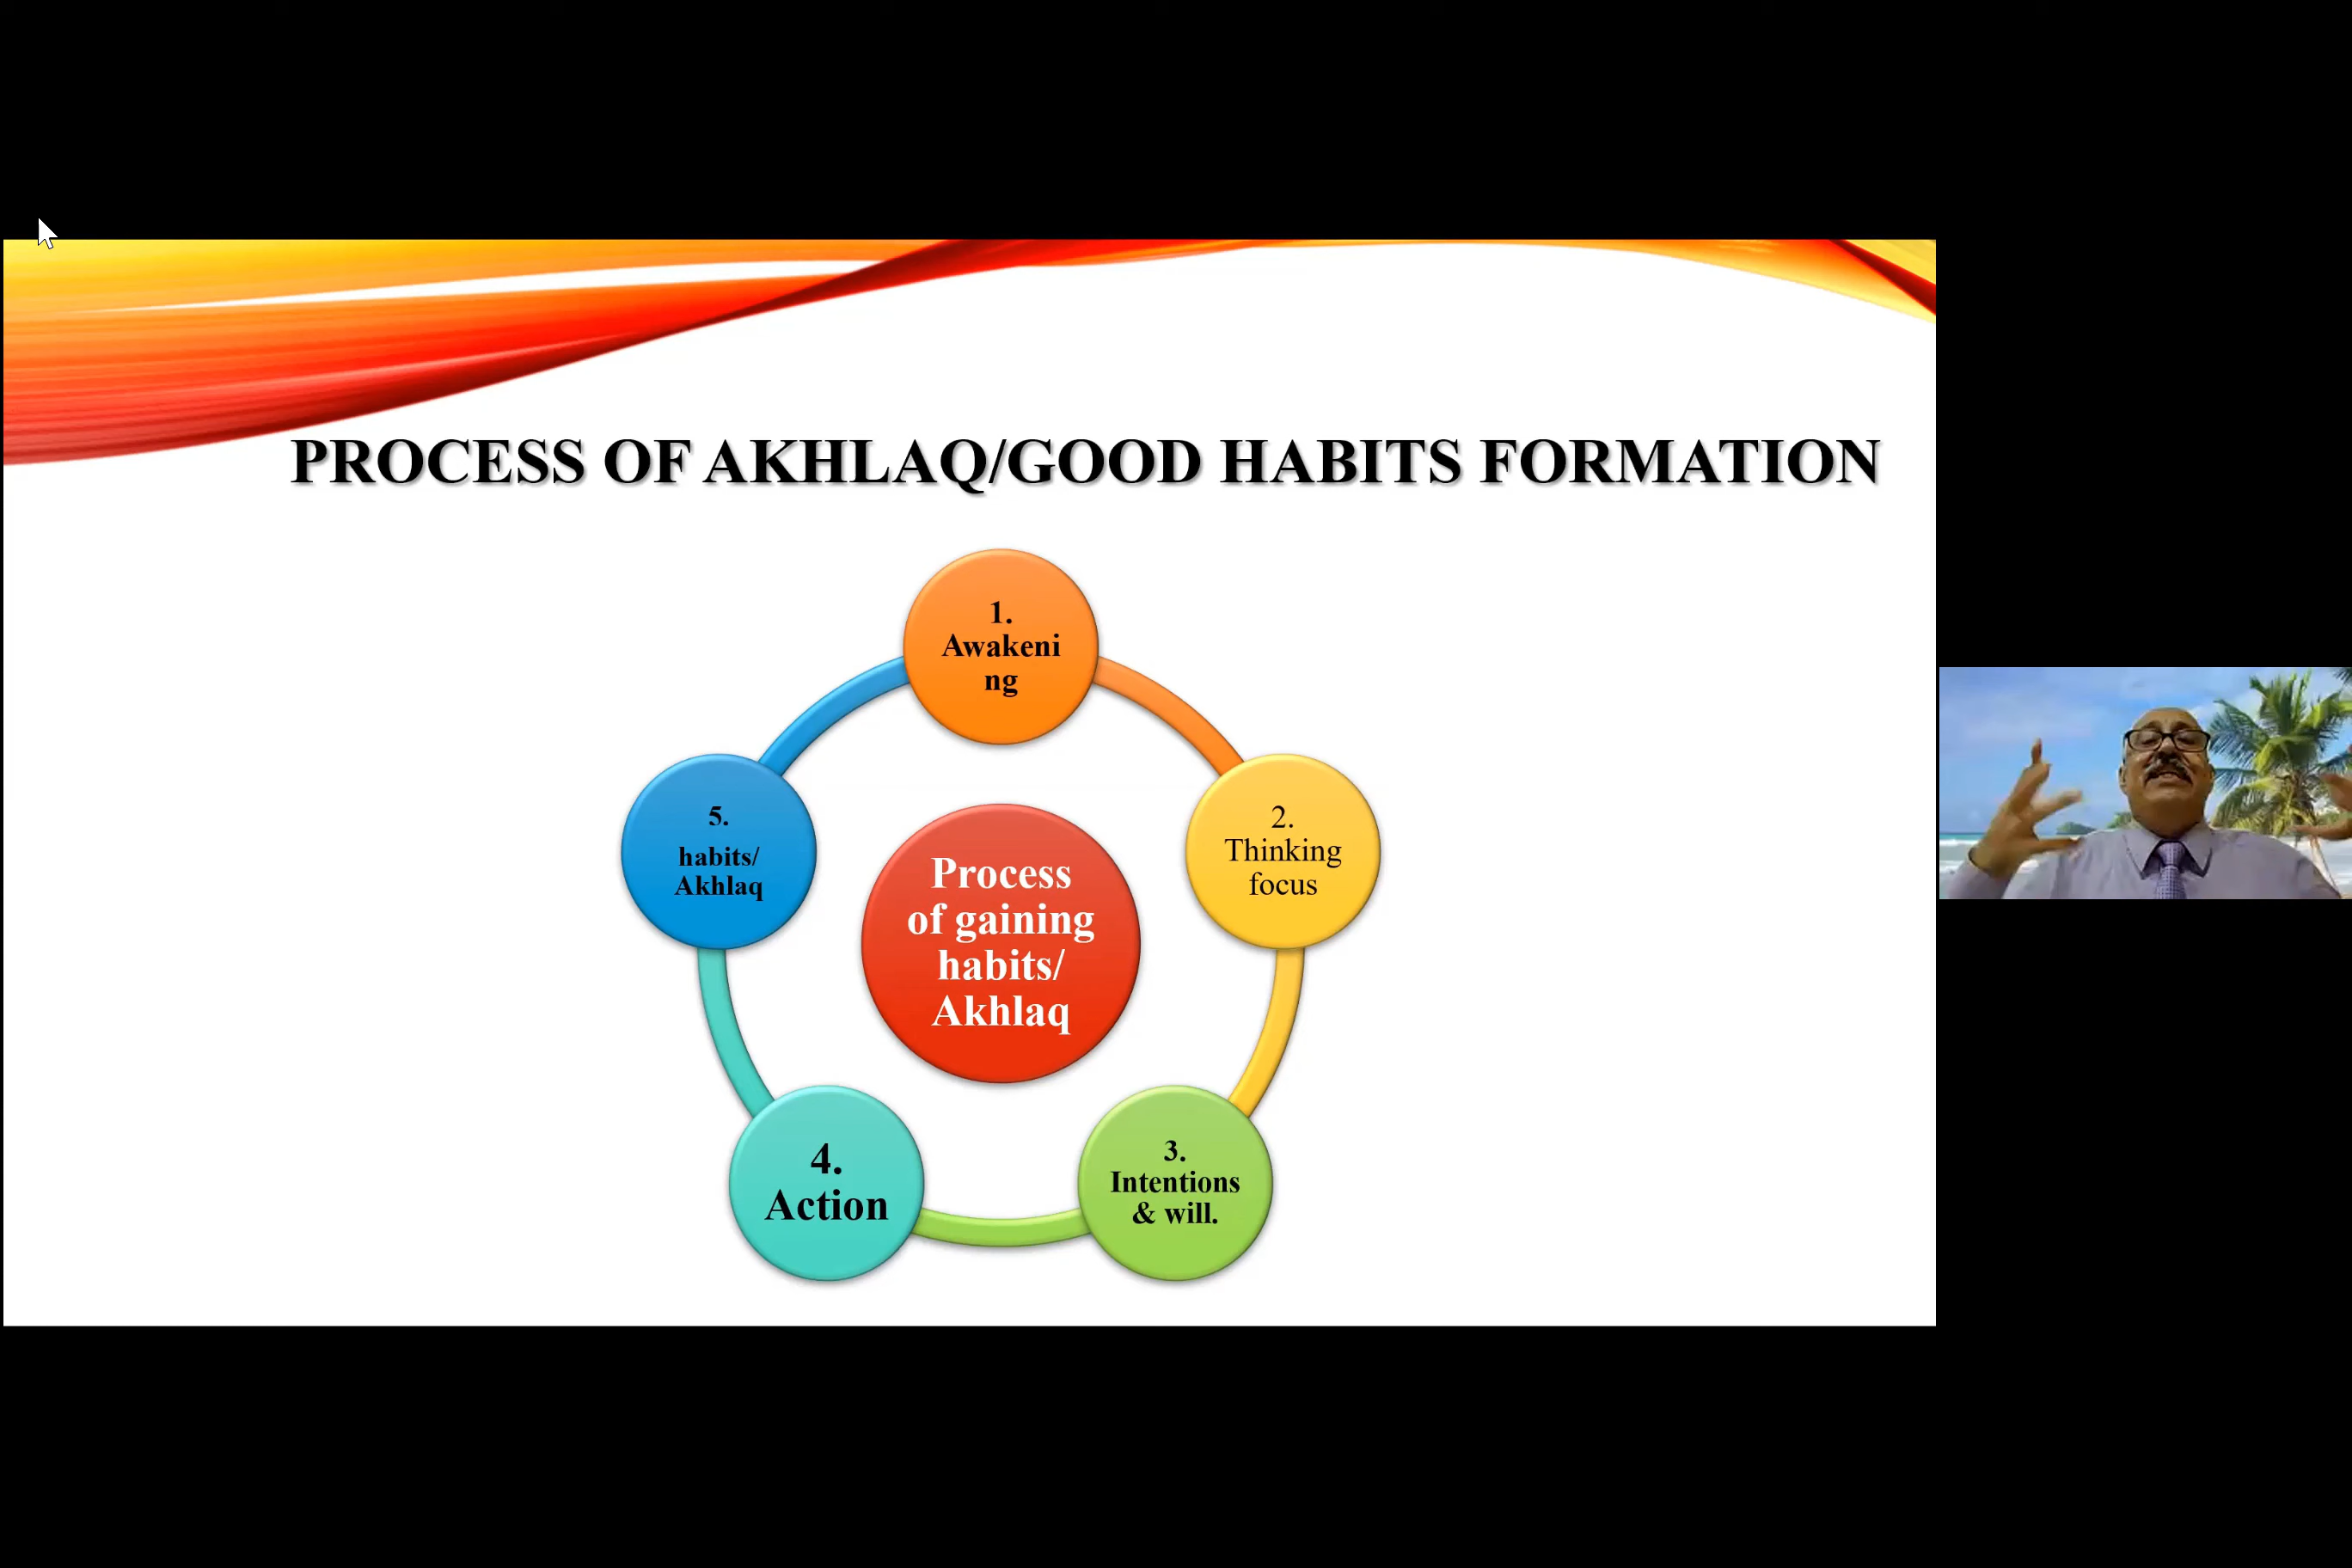 PROCESS OF AKHLAQ/GOOD HABITS FORMATION
1.
Awakeni
ng
2.
Thinking
focus
3.
Intentions
& will.
4.
Action
5.
habits/
Akhlaq
Process
of gaining
habits/
Akhlaq